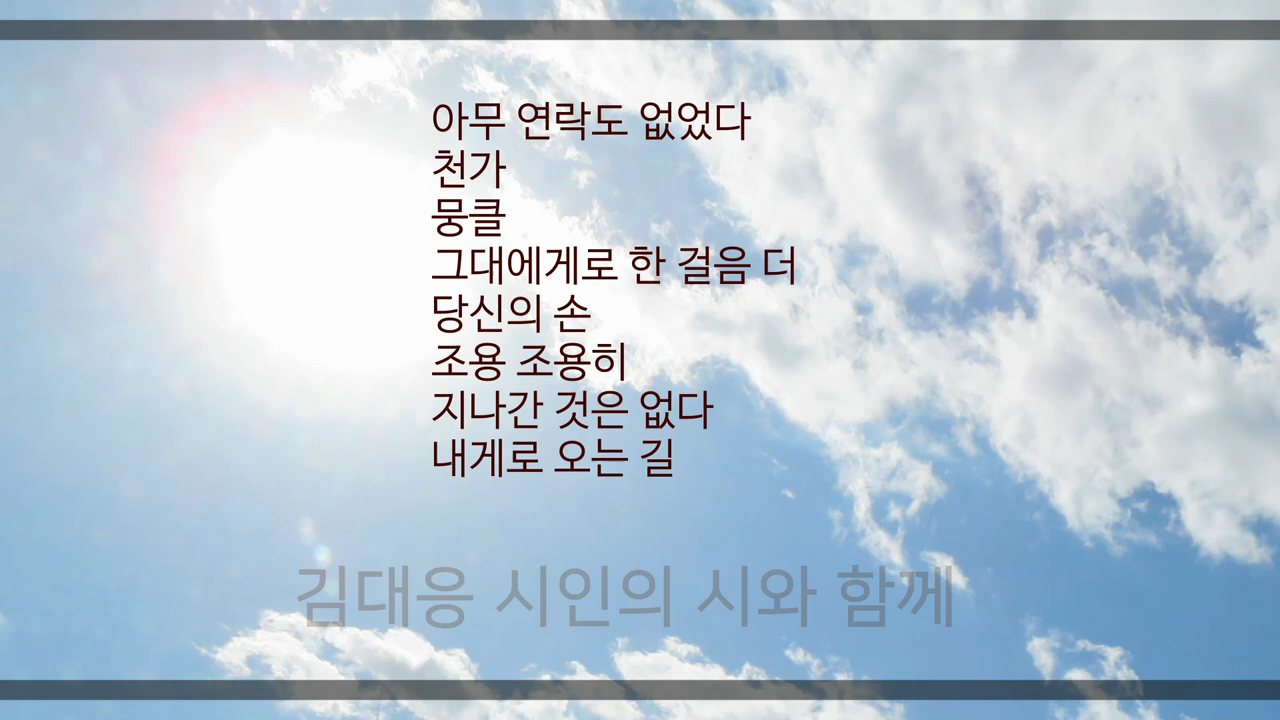 아무 연락도 없었다
천가
뭉클
그대에게로 한 걸음 더
당신의 손
조용 조용히
지나간 것은 없다
내게로 오는 길
김대응 시인의 시와 함께